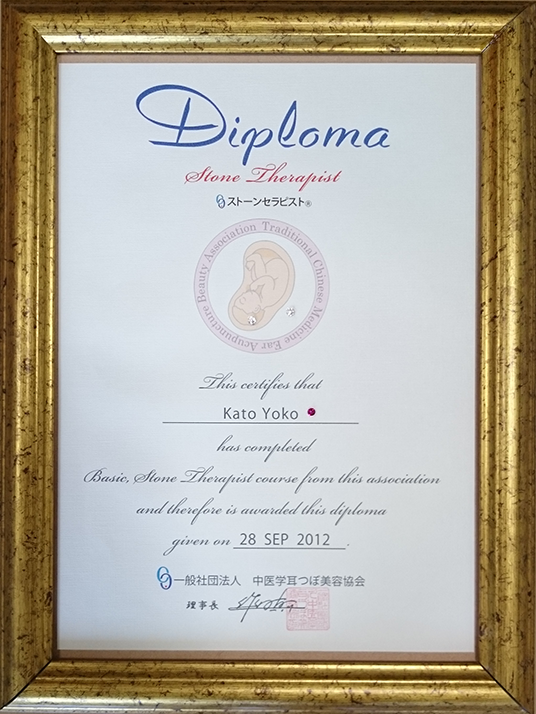 Diploma
Stone Therapist
ストーンセラピスト®
Beauty Association Traditional Chinese Medicine Ear Acupuncture
This certifies that
Kato Yoko
has completed
Basic, Stone Therapist course from this association
and therefore is awarded this diploma
given on 28 SEP 2012.
一般社団法人 中医学耳つぼ美容協会
理事長